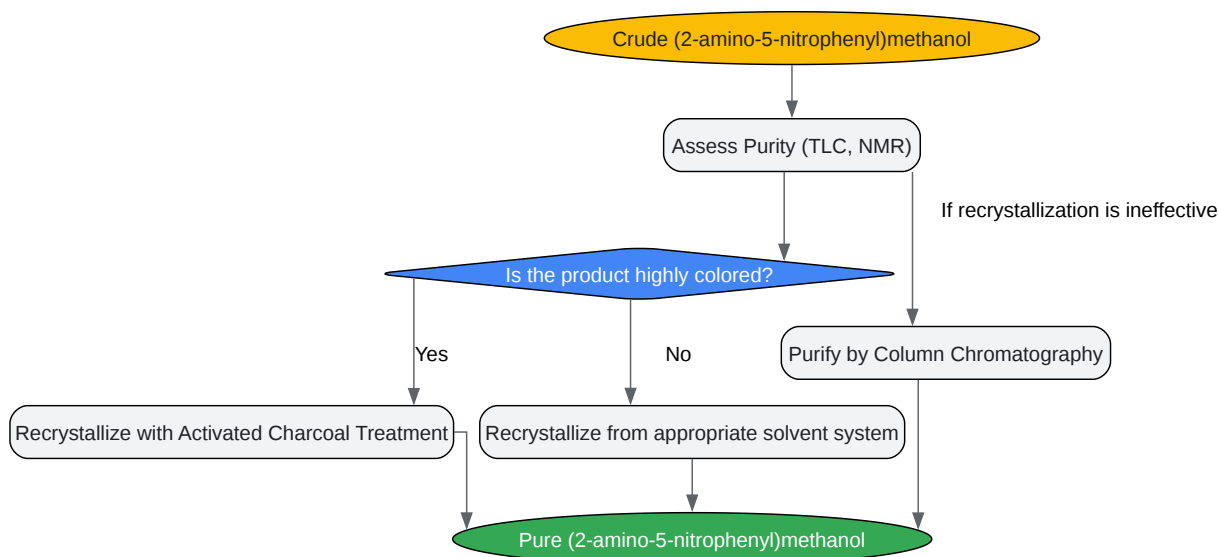 Crude (2-amino-5-nitrophenyl)methanol
Assess Purity (TLC, NMR)
If recrystallization is ineffective
Is the product highly colored?
Yes
No
Purify by Column Chromatography
Recrystallize with Activated Charcoal Treatment
Recrystallize from appropriate solvent system
Pure (2-amino-5-nitrophenyl)methanol